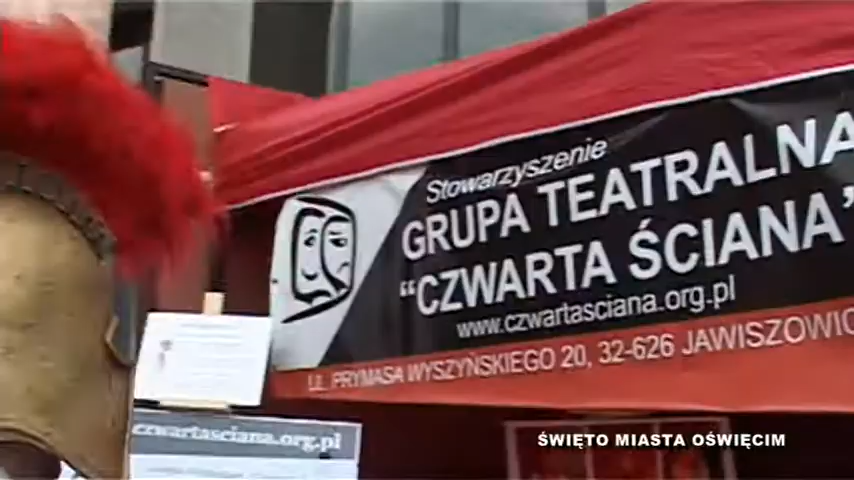 Stowarzyszenie
GRUPA TEATRALNA
“CZWARTA ŚCIANA”
www.czwartasciana.org.pl
UL. PRYMASA WYSZYŃSKIEGO 20, 32-626 JAWISZOWIC
czwartasciana.org.pl
ŚWIĘTO MIASTA OŚWIĘCIM